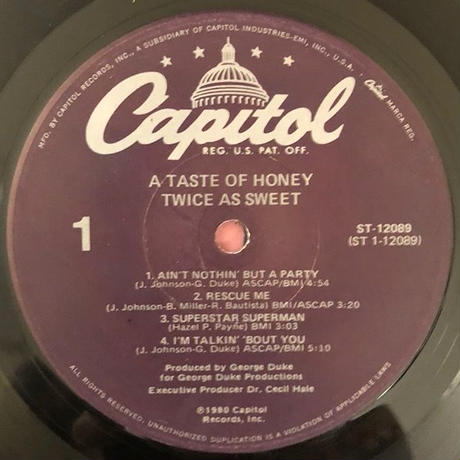 MFD. BY CAPITOL RECORDS, INC., A SUBSIDIARY OF CAPITOL INDUSTRIES-EMI, INC., U.S.A.
Capitol MARCA REG.
Capitol
REG. U.S. PAT. OFF.
A TASTE OF HONEY
TWICE AS SWEET
1
ST-12089
(ST 1-12089)
1. AIN'T NOTHIN' BUT A PARTY
(J. Johnson-G. Duke) ASCAP/BMI 4:54
2. RESCUE ME
(J. Johnson-B. Miller-R. Bautista) BMI/ASCAP 3:20
3. SUPERSTAR SUPERMAN
(Hazel P. Payne) BMI 3:03
4. I'M TALKIN' 'BOUT YOU
(J. Johnson-G. Duke) ASCAP/BMI 5:10
Produced by George Duke
for George Duke Productions
Executive Producer Dr. Cecil Hale
℗1980 Capitol
Records, Inc.
ALL RIGHTS RESERVED. UNAUTHORIZED DUPLICATION IS A VIOLATION OF APPLICABLE LAWS